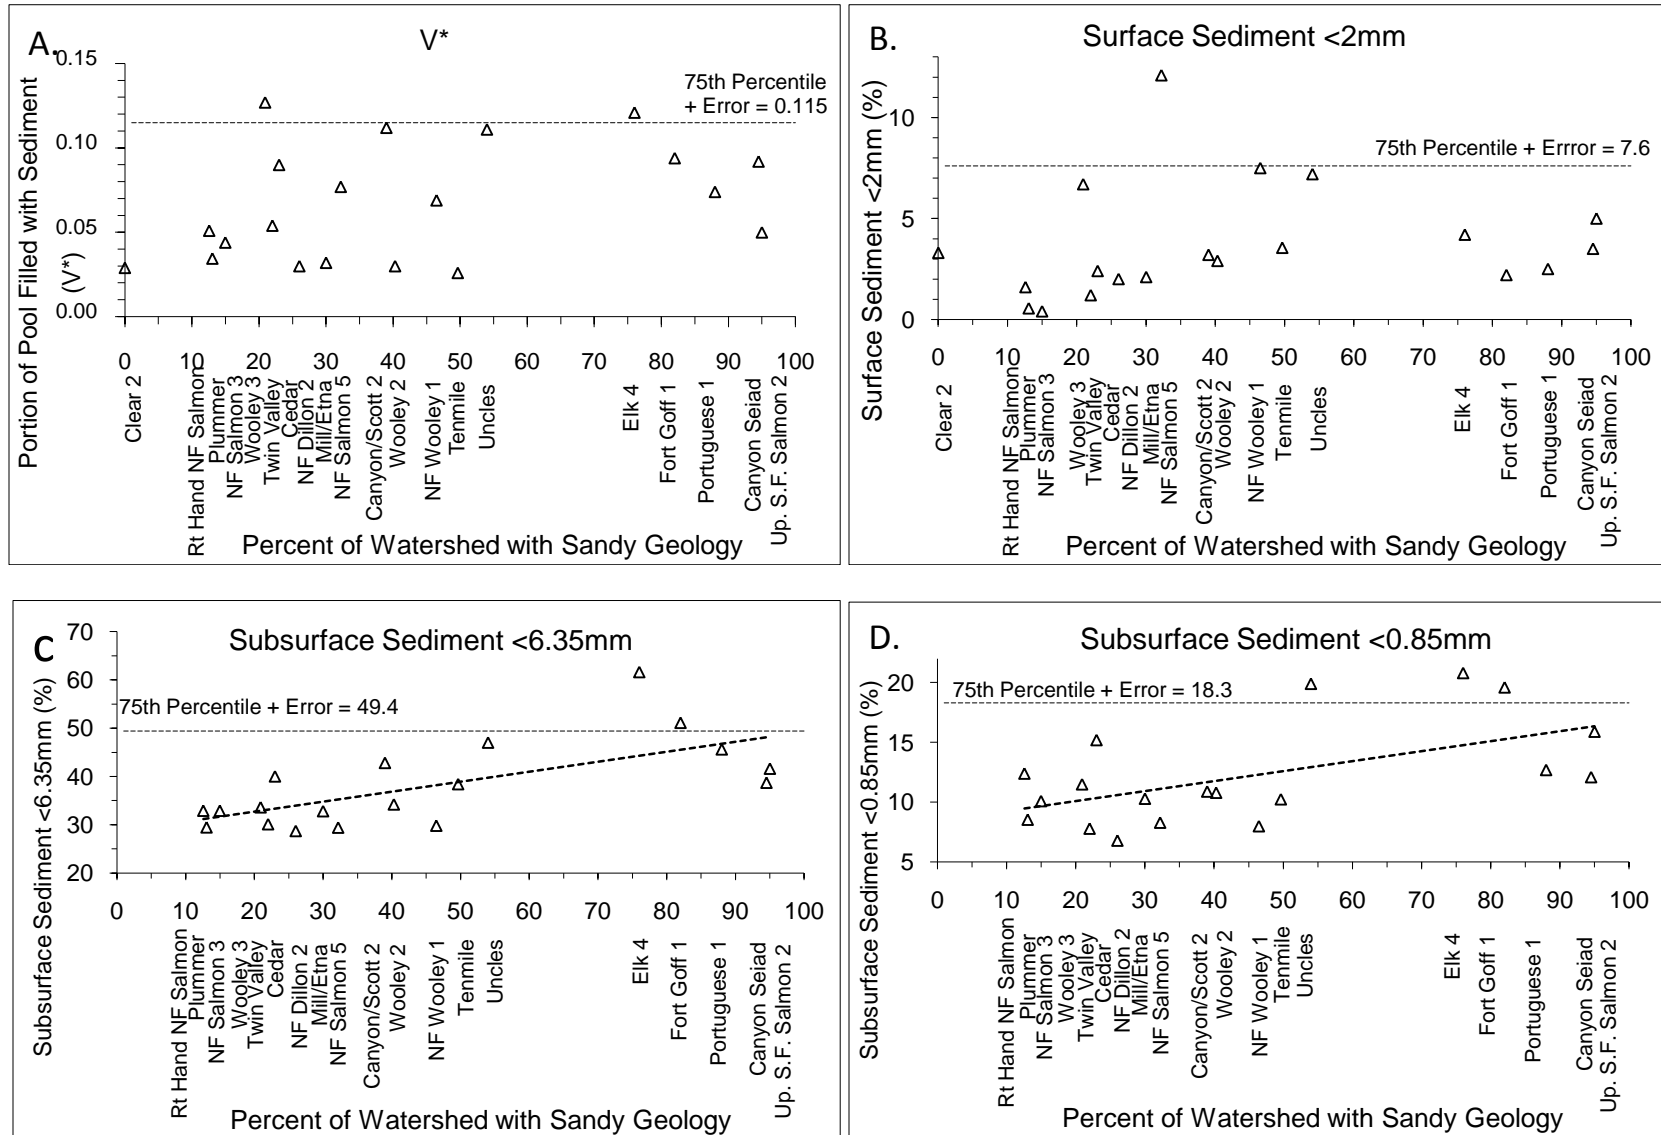 A.
V*
Portion of Pool Filled with Sediment
(V*)
0.15
0.10
0.05
0.00
75th Percentile
+ Error = 0.115
0 10 20 30 40 50 60 70 80 90 100
Clear 2
Rt Hand NF Salmon
Plummer
NF Salmon 3
Wooley 3
Twin Valley
Cedar
NF Dillon 2
Mill/Etna
NF Salmon 5
Canyon/Scott 2
Wooley 2
NF Wooley 1
Tenmile
Uncles
Elk 4
Fort Goff 1
Portuguese 1
Canyon Seiad
Up. S.F. Salmon 2
Percent of Watershed with Sandy Geology
B.
Surface Sediment <2mm
Surface Sediment <2mm (%)
10
5
0
75th Percentile + Errror = 7.6
0 10 20 30 40 50 60 70 80 90 100
Clear 2
Rt Hand NF Salmon
Plummer
NF Salmon 3
Wooley 3
Twin Valley
Cedar
NF Dillon 2
Mill/Etna
NF Salmon 5
Canyon/Scott 2
Wooley 2
NF Wooley 1
Tenmile
Uncles
Elk 4
Fort Goff 1
Portuguese 1
Canyon Seiad
Up. S.F. Salmon 2
Percent of Watershed with Sandy Geology
C
Subsurface Sediment <6.35mm
Subsurface Sediment <6.35mm (%)
70
60
50
40
30
20
75th Percentile + Error = 49.4
0 10 20 30 40 50 60 70 80 90 100
Rt Hand NF Salmon
Plummer
NF Salmon 3
Wooley 3
Twin Valley
Cedar
NF Dillon 2
Mill/Etna
NF Salmon 5
Canyon/Scott 2
Wooley 2
NF Wooley 1
Tenmile
Uncles
Elk 4
Fort Goff 1
Portuguese 1
Canyon Seiad
Up. S.F. Salmon 2
Percent of Watershed with Sandy Geology
D.
Subsurface Sediment <0.85mm
Subsurface Sediment <0.85mm (%)
20
15
10
5
75th Percentile + Error = 18.3
0 10 20 30 40 50 60 70 80 90 100
Rt Hand NF Salmon
Plummer
NF Salmon 3
Wooley 3
Twin Valley
Cedar
NF Dillon 2
Mill/Etna
NF Salmon 5
Canyon/Scott 2
Wooley 2
NF Wooley 1
Tenmile
Uncles
Elk 4
Fort Goff 1
Portuguese 1
Canyon Seiad
Up. S.F. Salmon 2
Percent of Watershed with Sandy Geology